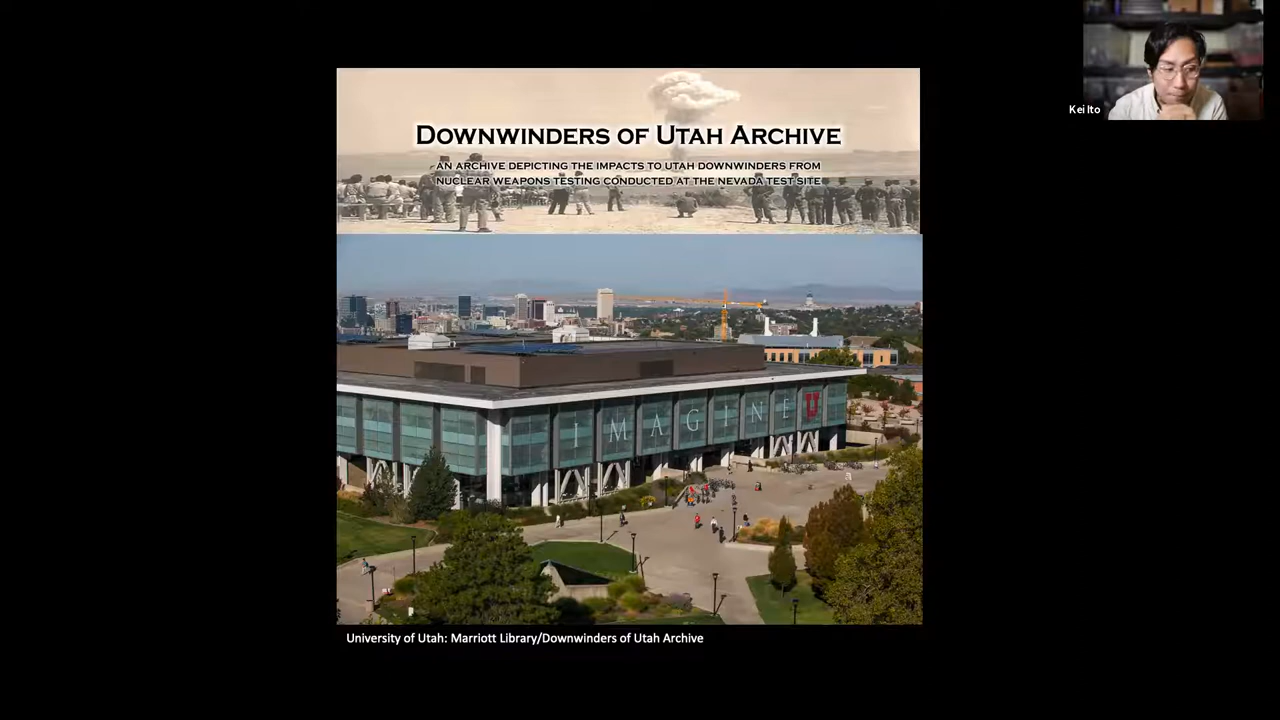 DOWNWINDERS OF UTAH ARCHIVE
AN ARCHIVE DEPICTING THE IMPACTS TO UTAH DOWNWINDERS FROM
NUCLEAR WEAPONS TESTING CONDUCTED AT THE NEVADA TEST SITE
Kei Ito
IMAGINE U
University of Utah: Marriott Library/Downwinders of Utah Archive